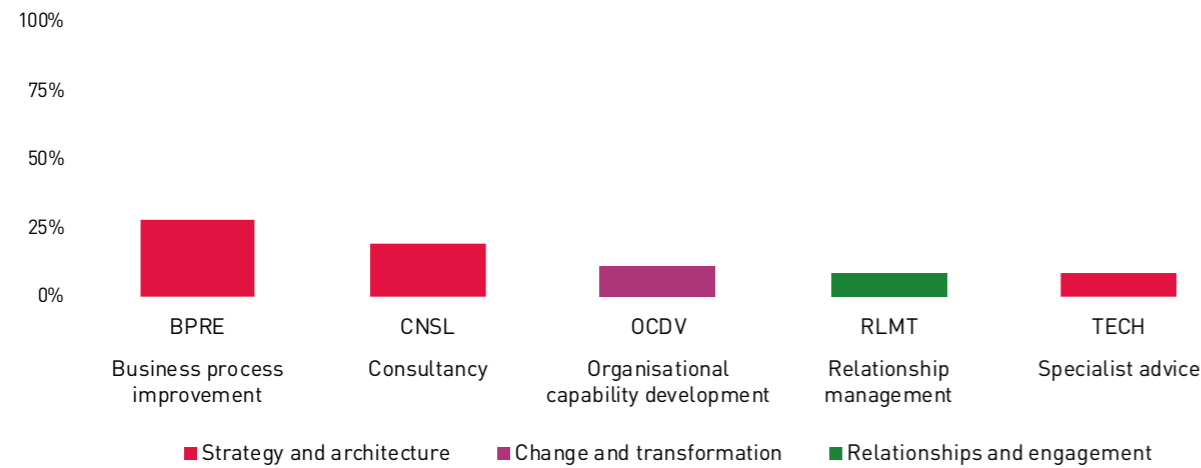 100%
75%
50%
25%
0%
BPRE
CNSL
OCDV
RLMT
TECH
Business process
improvement
Consultancy
Organisational
capability development
Relationship
management
Specialist advice
Strategy and architecture
Change and transformation
Relationships and engagement